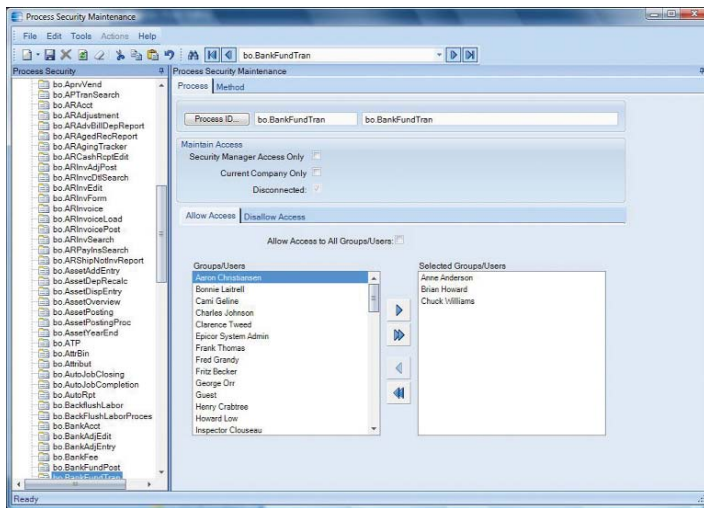 Process Security Maintenance
File Edit Tools Actions Help
bo.BankFundTran
Process Security
bo.AprvVend
bo.APTranSearch
bo.ARAcct
bo.ARAdjustment
bo.ARAdvBillDepReport
bo.ARAgedRecReport
bo.ARAgingTracker
bo.ARCashRcptEdit
bo.ARInvAdjPost
bo.ARInvcDtlSearch
bo.ARInvEdit
bo.ARInvForm
bo.ARInvoice
bo.ARInvoiceLoad
bo.ARInvoicePost
bo.ARInvSearch
bo.ARPayInsSearch
bo.ARShipNotInvReport
bo.AssetAddEntry
bo.AssetDepRecalc
bo.AssetDispEntry
bo.AssetOverview
bo.AssetPosting
bo.AssetPostingProc
bo.AssetYearEnd
bo.ATP
bo.AttrBin
bo.Attribut
bo.AutoJobClosing
bo.AutoJobCompletion
bo.AutoRpt
bo.BackflushLabor
bo.BackFlushLaborProces
bo.BankAcct
bo.BankAdjEdit
bo.BankAdjEntry
bo.BankFee
bo.BankFundPost
bo.BankFundTran
Process Security Maintenance
Process Method
Process ID... bo.BankFundTran bo.BankFundTran
Maintain Access
Security Manager Access Only
Current Company Only
Disconnected:
Allow Access Disallow Access
Allow Access to All Groups/Users:
Groups/Users
Aaron Christiansen
Bonnie Laitrell
Cami Geline
Charles Johnson
Clarence Tweed
Epicor System Admin
Frank Thomas
Fred Grandy
Fritz Becker
George Orr
Guest
Henry Crabtree
Howard Low
Inspector Clouseau
Selected Groups/Users
Anne Anderson
Brian Howard
Chuck Williams
Ready